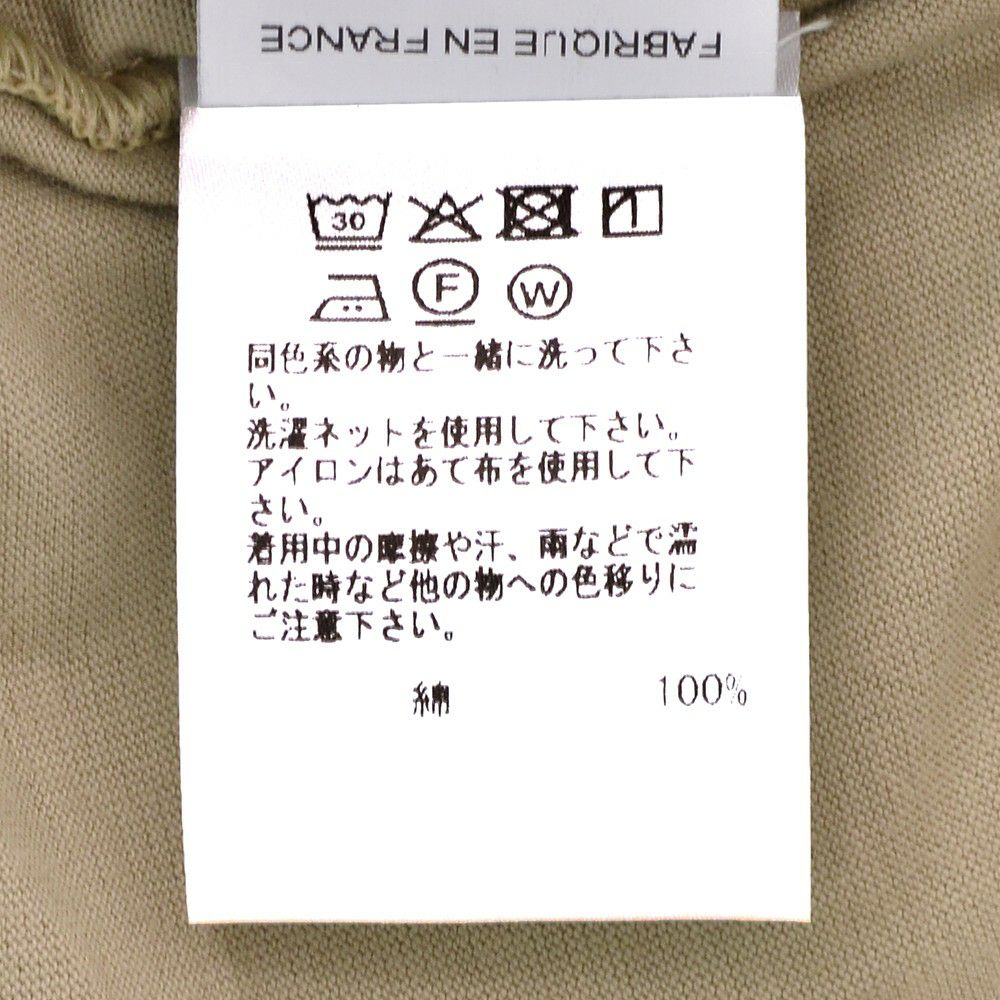 FABRIQUE EN FRANCE
30
F
W
同色系の物と一緒に洗って下さ
い。
洗濯ネットを使用して下さい。
アイロンはあて布を使用して下
さい。
着用中の摩擦や汗、雨などで濡
れた時など他の物への色移りに
ご注意下さい。
綿 100%